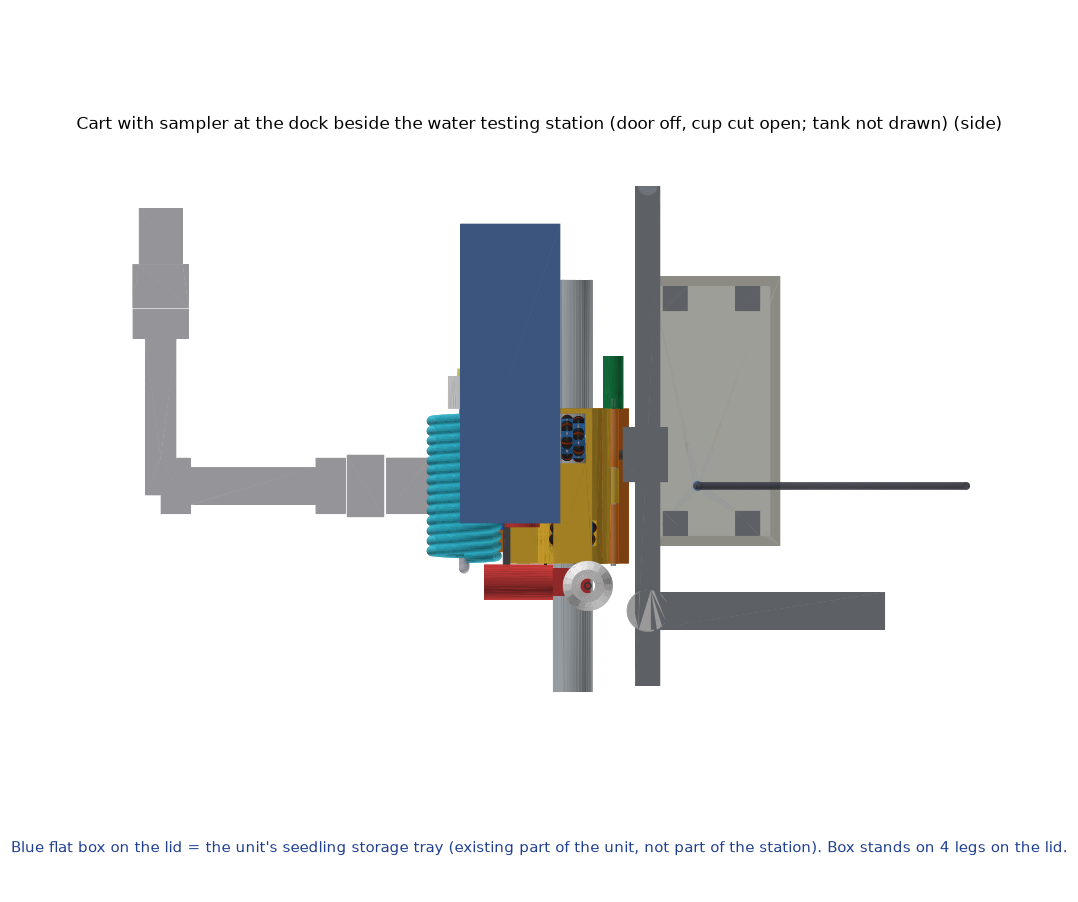 Cart with sampler at the dock beside the water testing station (door off, cup cut open; tank not drawn) (side)
Blue flat box on the lid = the unit's seedling storage tray (existing part of the unit, not part of the station). Box stands on 4 legs on the lid.